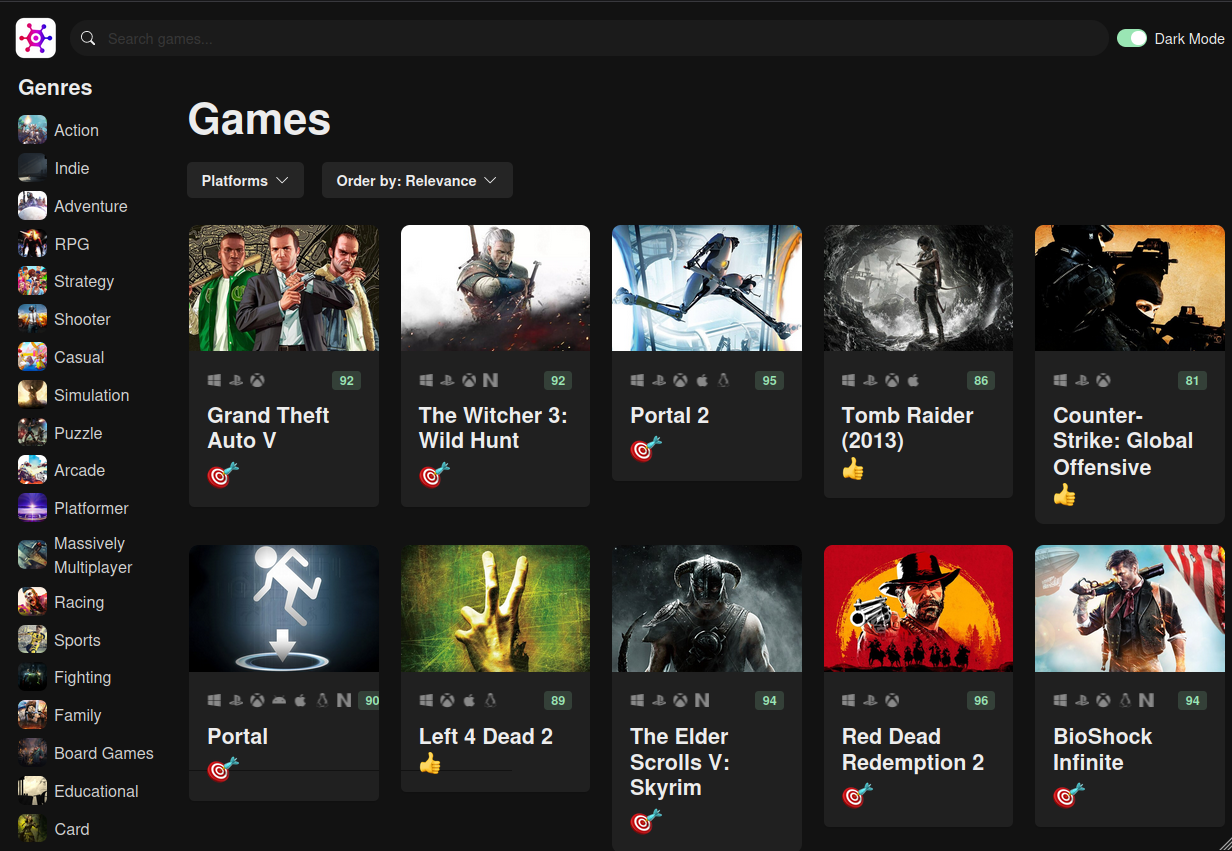 Search games...
Dark Mode
Genres
Action
Indie
Adventure
RPG
Strategy
Shooter
Casual
Simulation
Puzzle
Arcade
Platformer
Massively
Multiplayer
Racing
Sports
Fighting
Family
Board Games
Educational
Card
Games
Platforms
Order by: Relevance
92
Grand Theft
Auto V
92
The Witcher 3:
Wild Hunt
95
Portal 2
86
Tomb Raider
(2013)
81
Counter-
Strike: Global
Offensive
90
Portal
89
Left 4 Dead 2
94
The Elder
Scrolls V:
Skyrim
96
Red Dead
Redemption 2
94
BioShock
Infinite